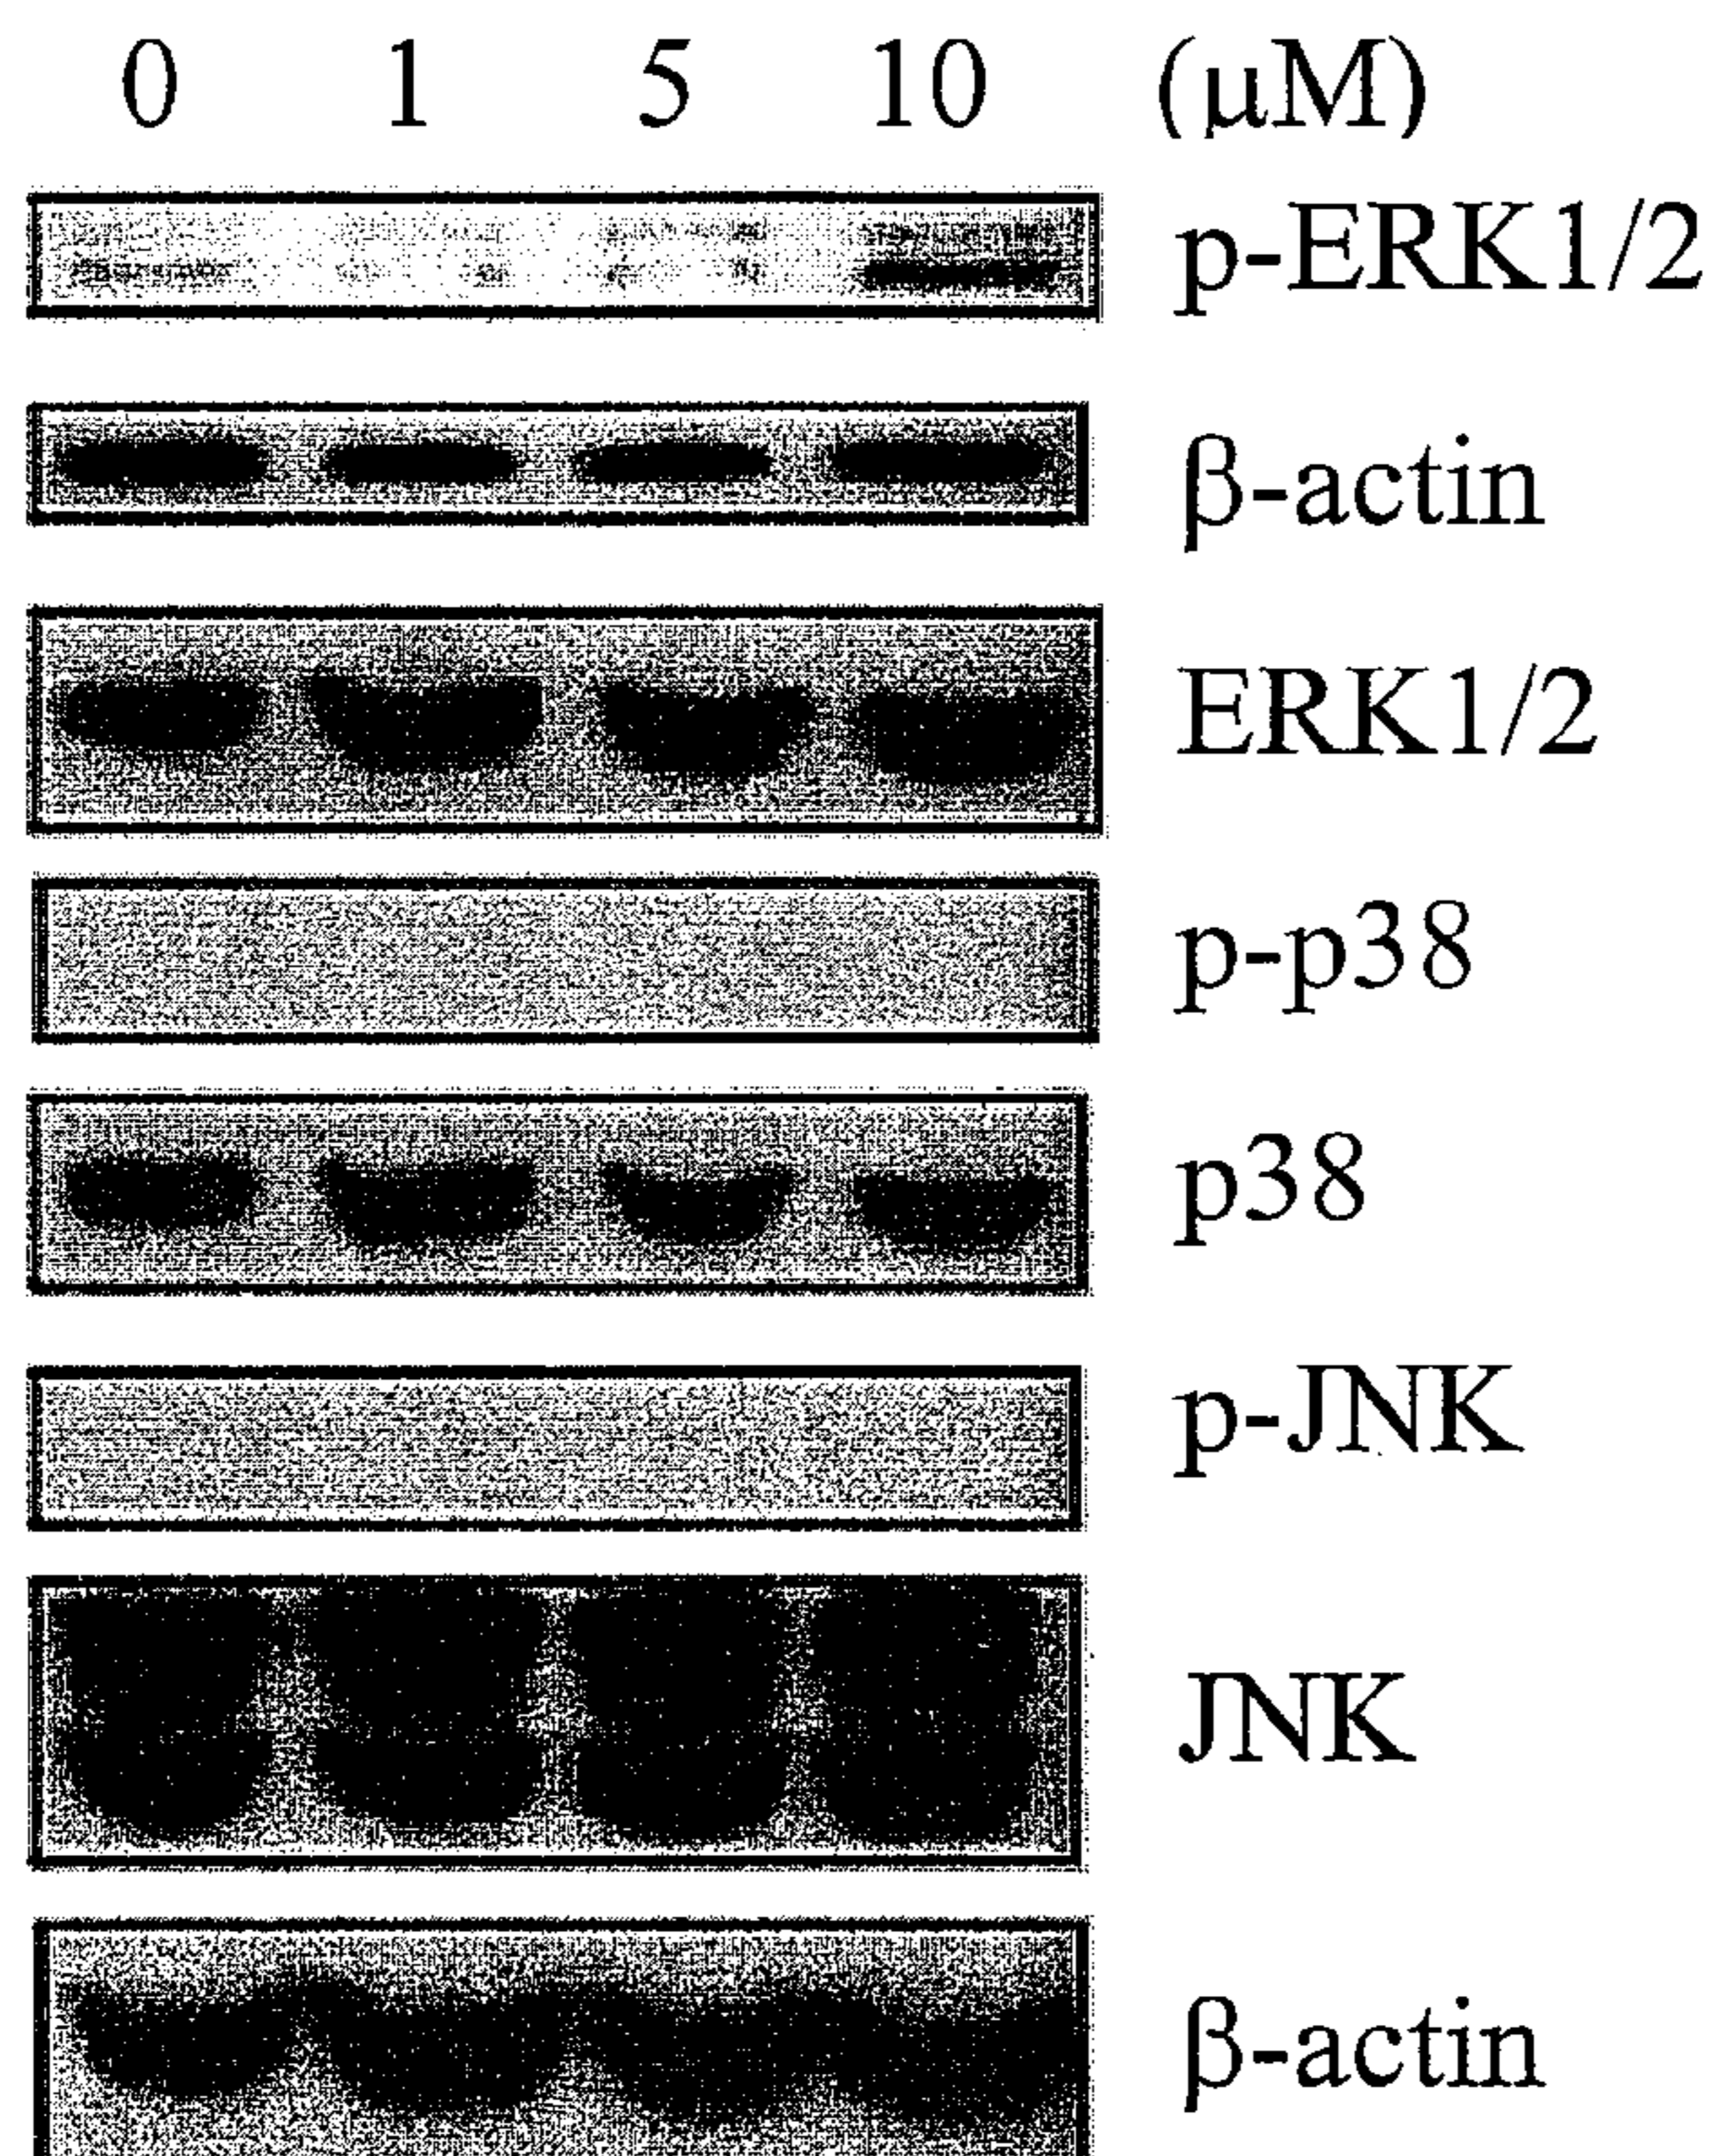 0 1 5 10 (μM)
p-ERK1/2
β-actin
ERK1/2
p-p38
p38
p-JNK
JNK
β-actin